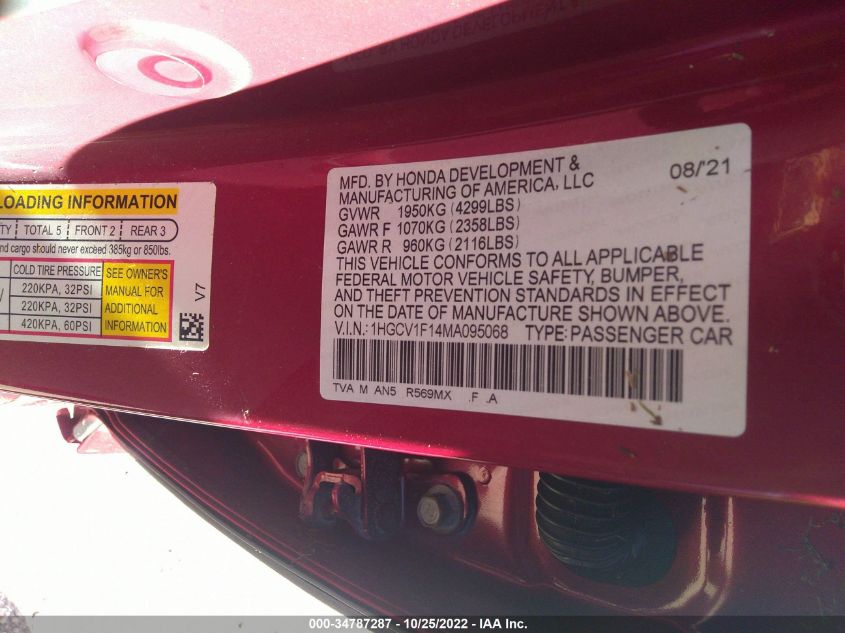 MFD. BY HONDA DEVELOPMENT & 08/'21
MANUFACTURING OF AMERICA, LLC
GVWR 1950KG (4299LBS)
GAWR F 1070KG (2358LBS)
GAWR R 960KG (2116LBS)
THIS VEHICLE CONFORMS TO ALL APPLICABLE
FEDERAL MOTOR VEHICLE SAFETY, BUMPER,
AND THEFT PREVENTION STANDARDS IN EFFECT
ON THE DATE OF MANUFACTURE SHOWN ABOVE.
V.I.N.: 1HGCV1F14MA095068 TYPE: PASSENGER CAR
TVA M AN5 R569MX .F .A
LOADING INFORMATION
TOTAL 5 FRONT 2 REAR 3
and cargo should never exceed 385kg or 850lbs.
COLD TIRE PRESSURE
220KPA, 32PSI
220KPA, 32PSI
420KPA, 60PSI
SEE OWNER'S
MANUAL FOR
ADDITIONAL
INFORMATION
V7
000-34787287 - 10/25/2022 - IAA Inc.